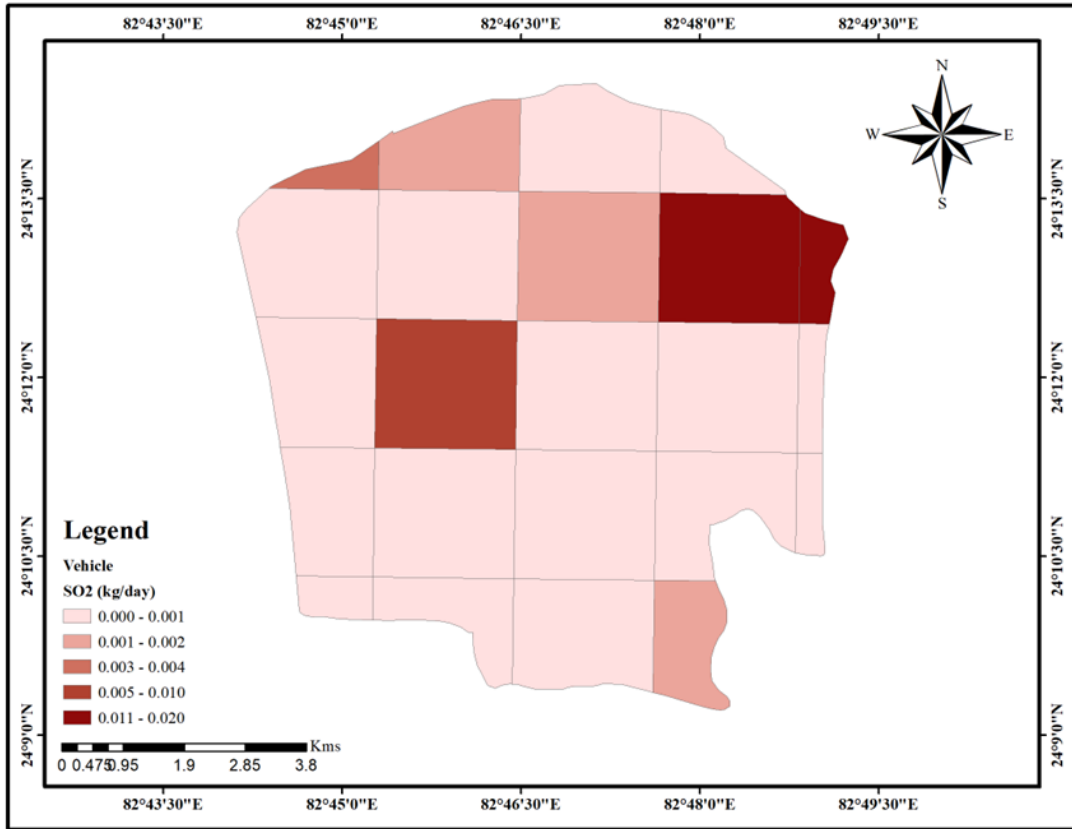 82°43'30"E 82°45'0"E 82°46'30"E 82°48'0"E 82°49'30"E
N
W E
S
24°13'30"N 24°13'30"N
24°12'0"N 24°12'0"N
24°10'30"N 24°10'30"N
24°9'0"N 24°9'0"N
Legend
Vehicle
SO2 (kg/day)
0.000 - 0.001
0.001 - 0.002
0.003 - 0.004
0.005 - 0.010
0.011 - 0.020
Kms
0 0.475 0.95 1.9 2.85 3.8
82°43'30"E 82°45'0"E 82°46'30"E 82°48'0"E 82°49'30"E